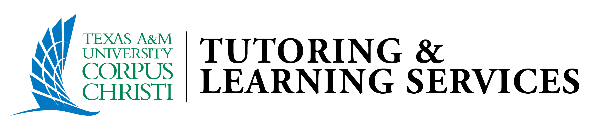 TEXAS A&M
UNIVERSITY
CORPUS
CHRISTI
TUTORING &
LEARNING SERVICES